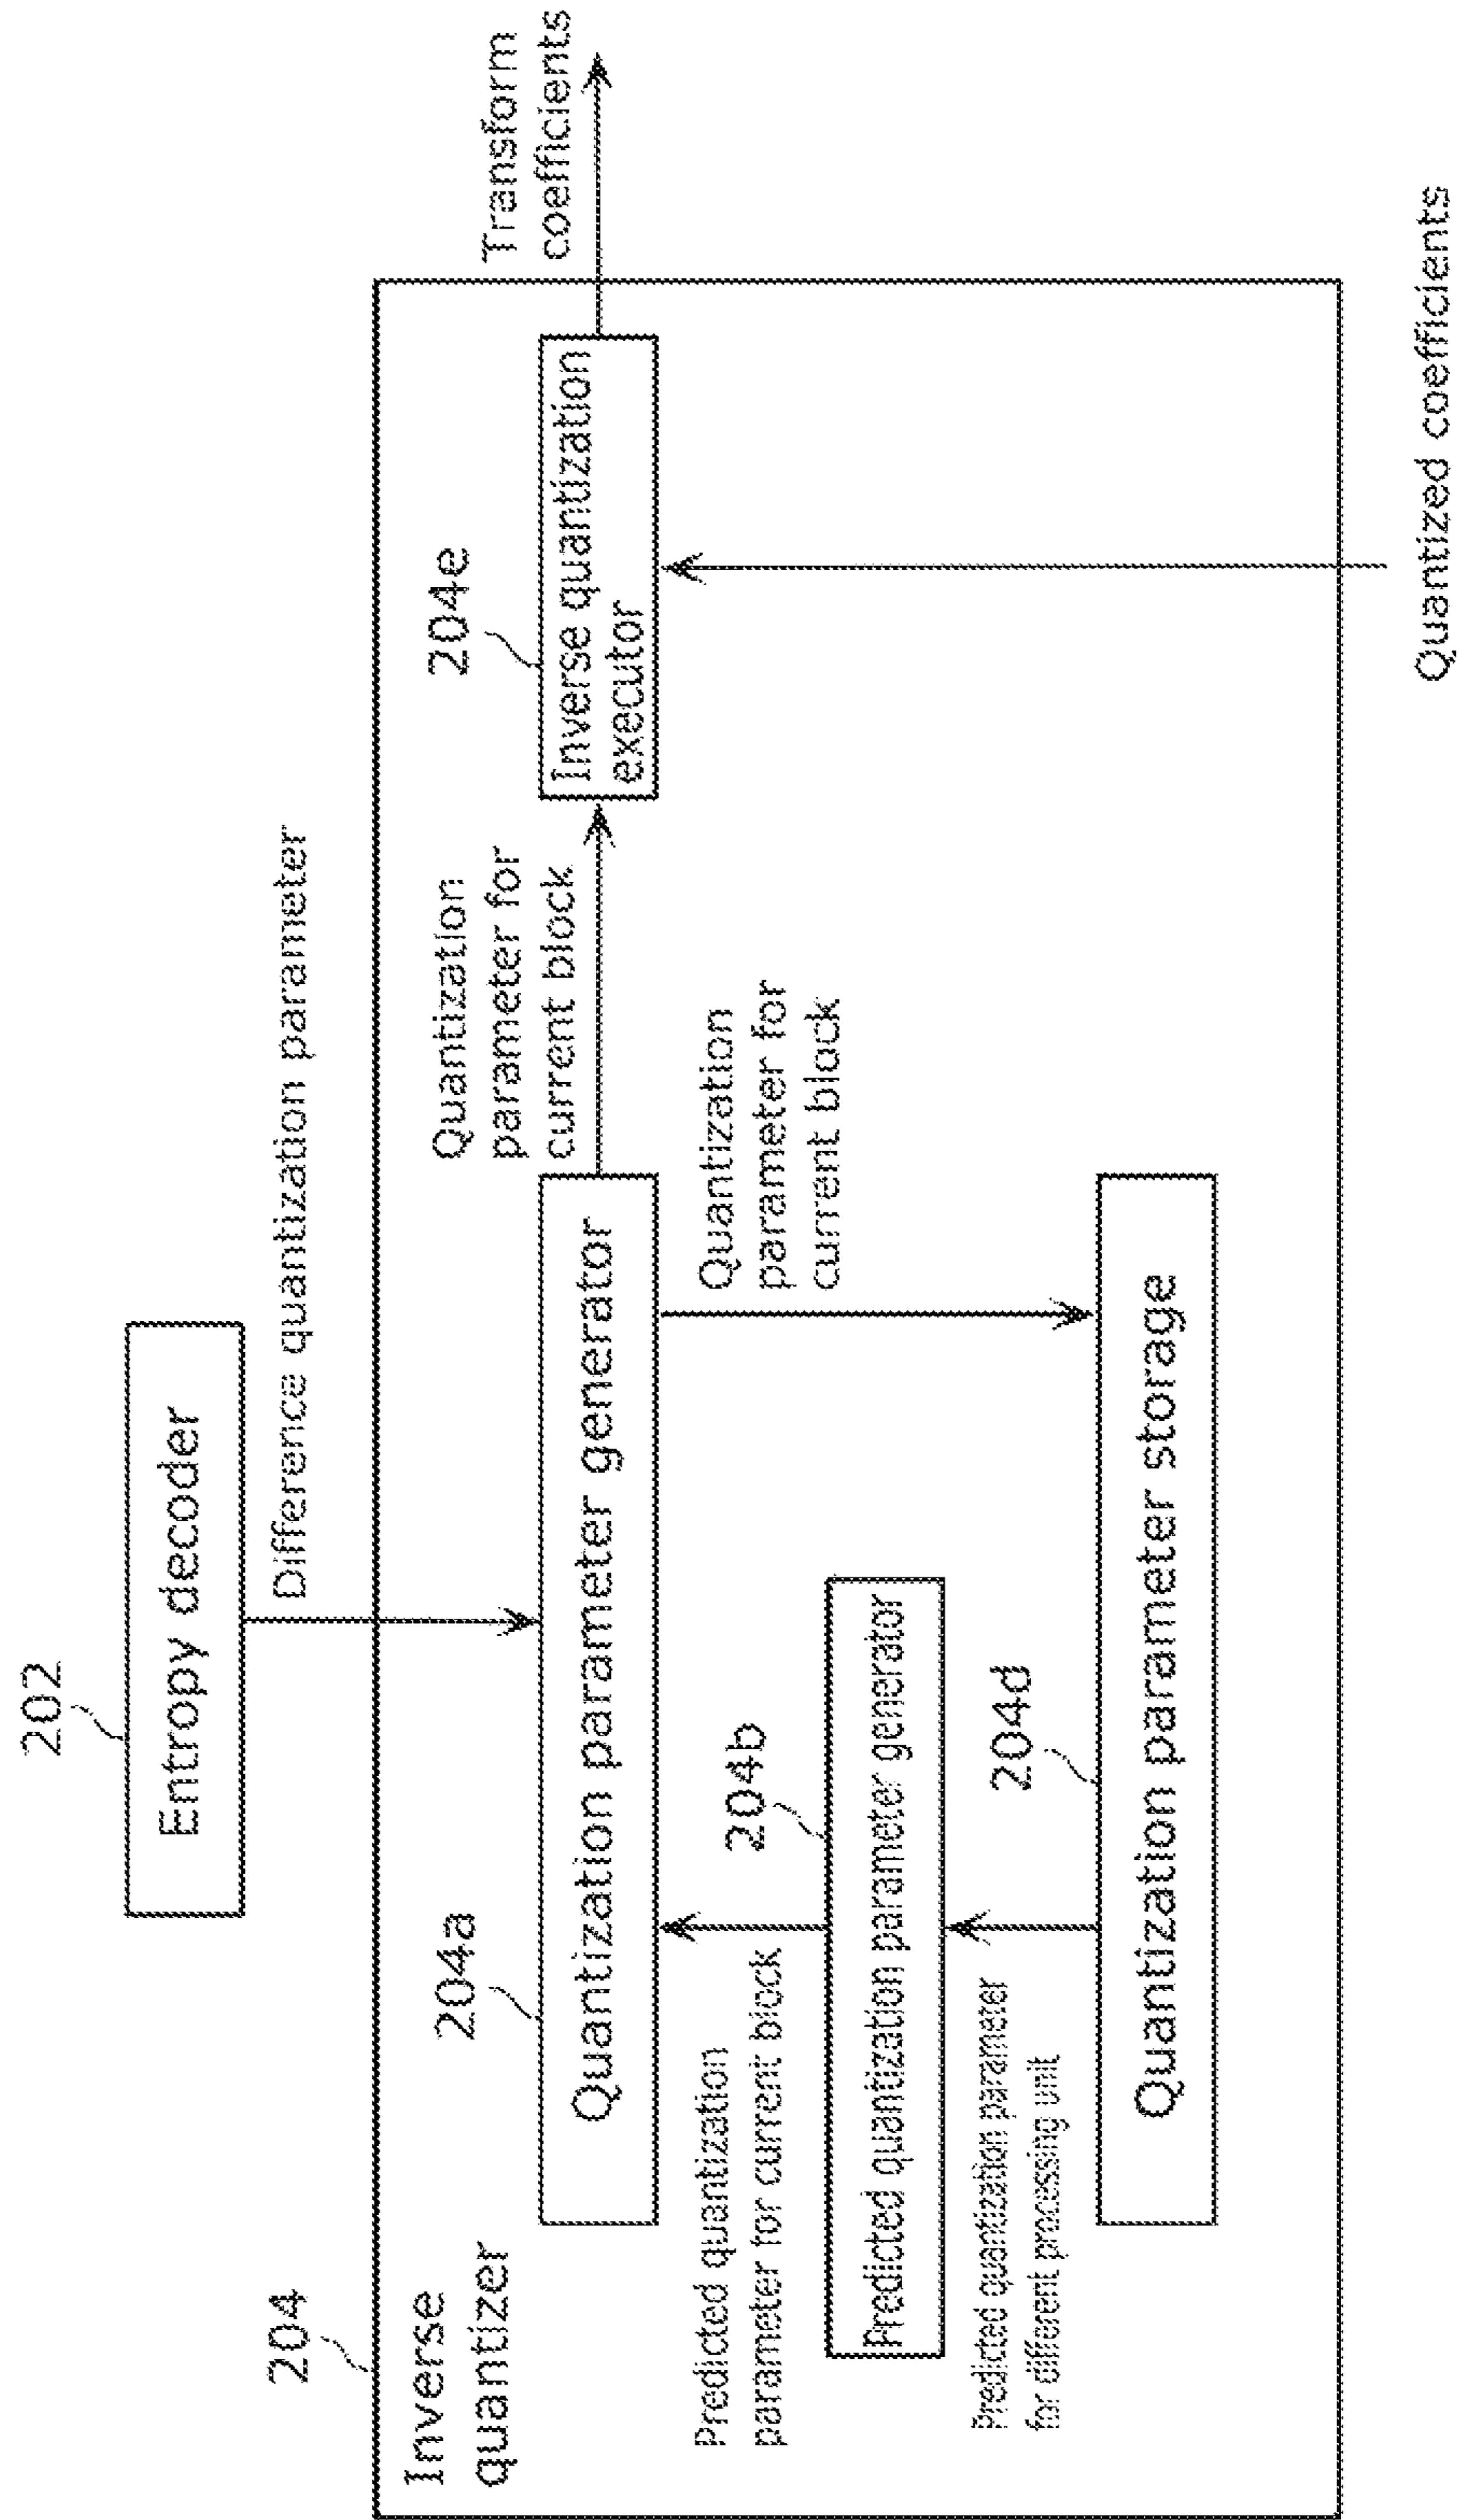 202
Entropy decoder
Difference quantization parameter
204
Inverse
quantizer
204a
Quantization parameter generator
Quantization
parameter for
current block
204e
Inverse quantization
executor
Transform
coefficients
Predicted quantization
parameter for current block
204b
Predicted quantization parameter generator
Quantization
parameter for
current block
Predicted quantization parameter
for different processing unit
204d
Quantization parameter storage
Quantized coefficients